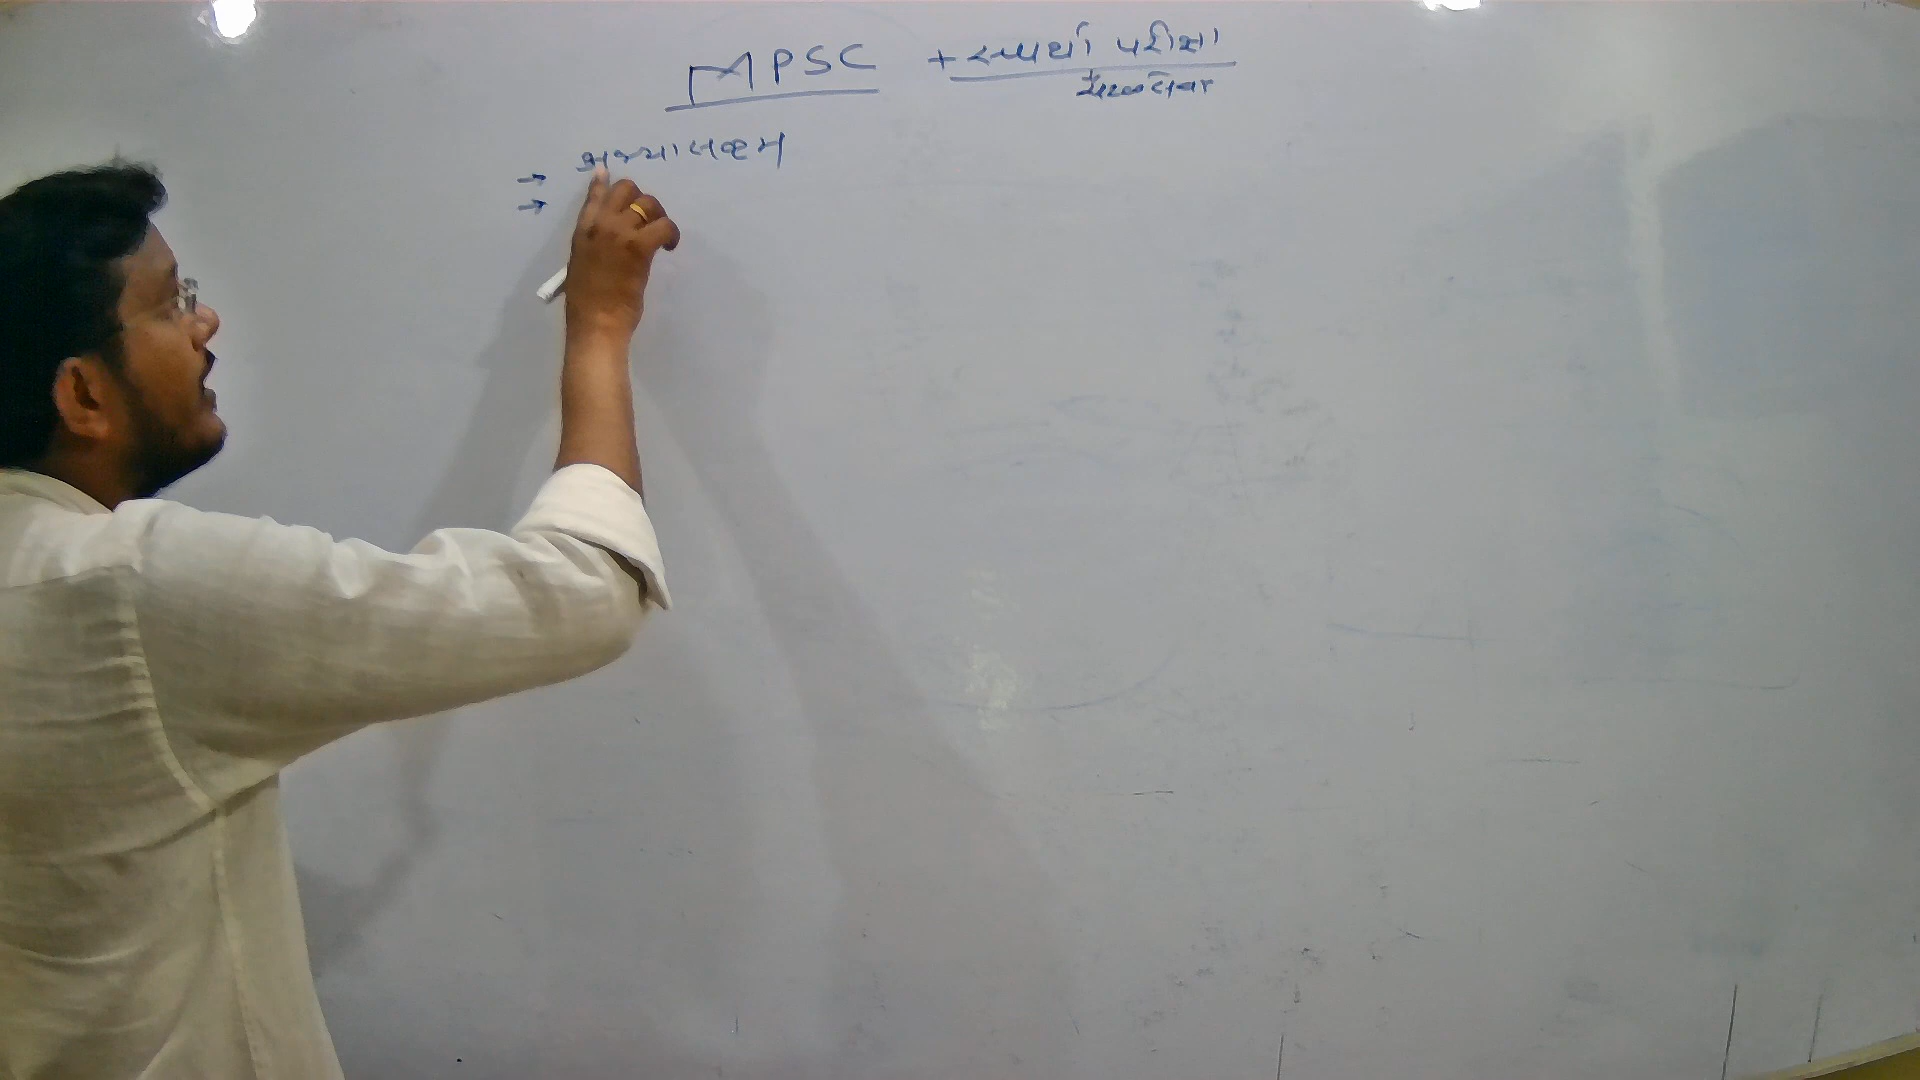 MPSC + स्पर्धा परीक्षा
→ अभ्यासक्रम
→